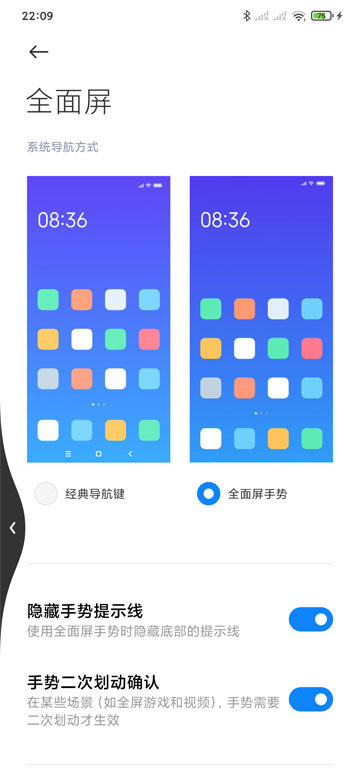 22:09
75
全面屏
系统导航方式
08:36
08:36
经典导航键
全面屏手势
隐藏手势提示线
使用全面屏手势时隐藏底部的提示线
手势二次划动确认
在某些场景（如全屏游戏和视频），手势需要
二次划动才生效